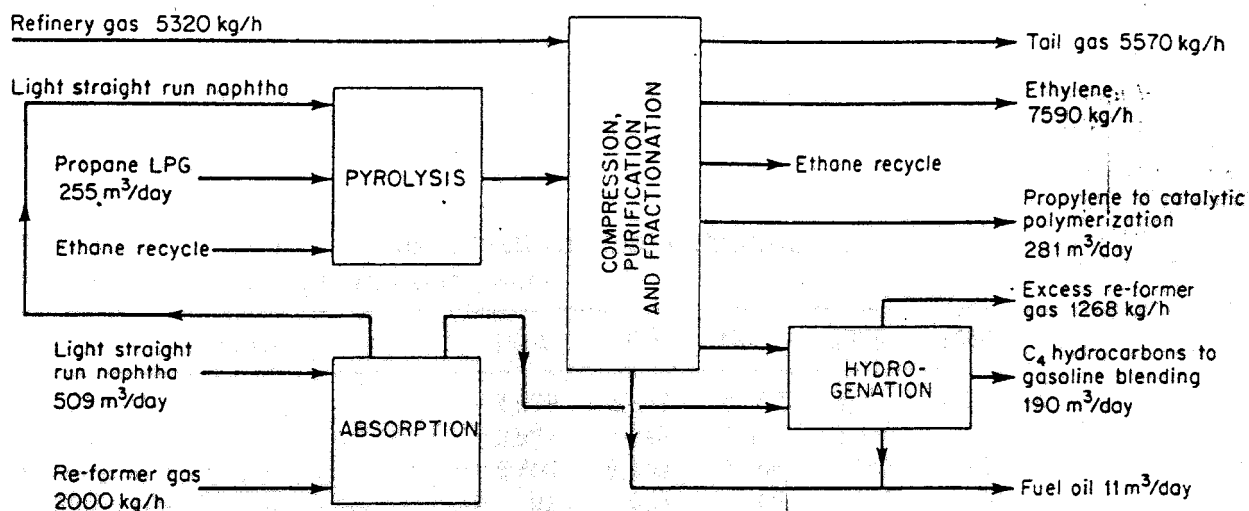 Refinery gas 5320 kg/h
Tail gas 5570 kg/h
Light straight run naphtha
Ethylene
7590 kg/h
COMPRESSION,
PURIFICATION
AND FRACTIONATION
Propane LPG
255 m³/day
PYROLYSIS
Ethane recycle
Propylene to catalytic
polymerization
281 m³/day
Ethane recycle
Excess re-former
gas 1268 kg/h
Light straight
run naphtha
509 m³/day
HYDRO-
GENATION
C₄ hydrocarbons to
gasoline blending
190 m³/day
ABSORPTION
Re-former gas
2000 kg/h
Fuel oil 11 m³/day